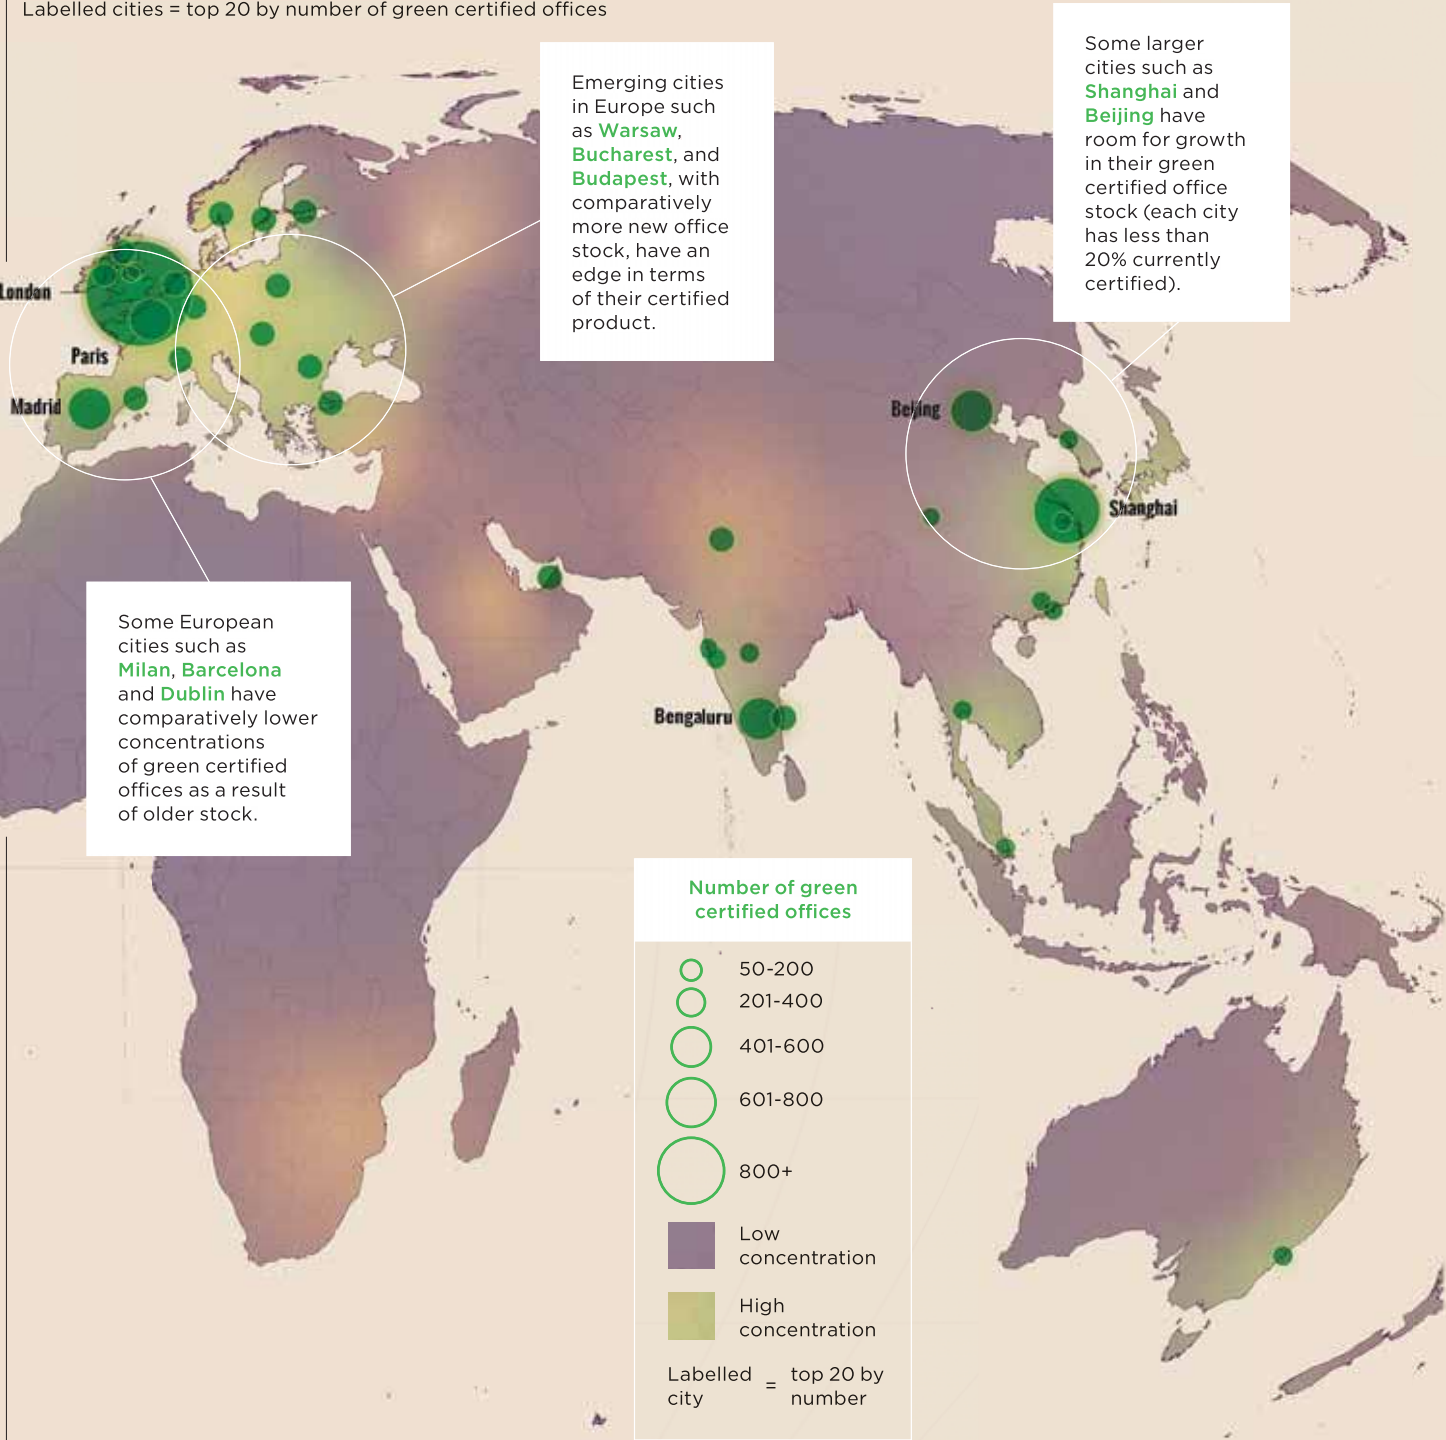 Labelled cities = top 20 by number of green certified offices
Some larger
cities such as
Shanghai and
Beijing have
room for growth
in their green
certified office
stock (each city
has less than
20% currently
certified).
Emerging cities
in Europe such
as Warsaw,
Bucharest, and
Budapest, with
comparatively
more new office
stock, have an
edge in terms
of their certified
product.
London
Paris
Madrid
Beijing
Shanghai
Bengaluru
Some European
cities such as
Milan, Barcelona
and Dublin have
comparatively lower
concentrations
of green certified
offices as a result
of older stock.
Number of green
certified offices
50-200
201-400
401-600
601-800
800+
Low
concentration
High
concentration
Labelled
city
=
top 20 by
number